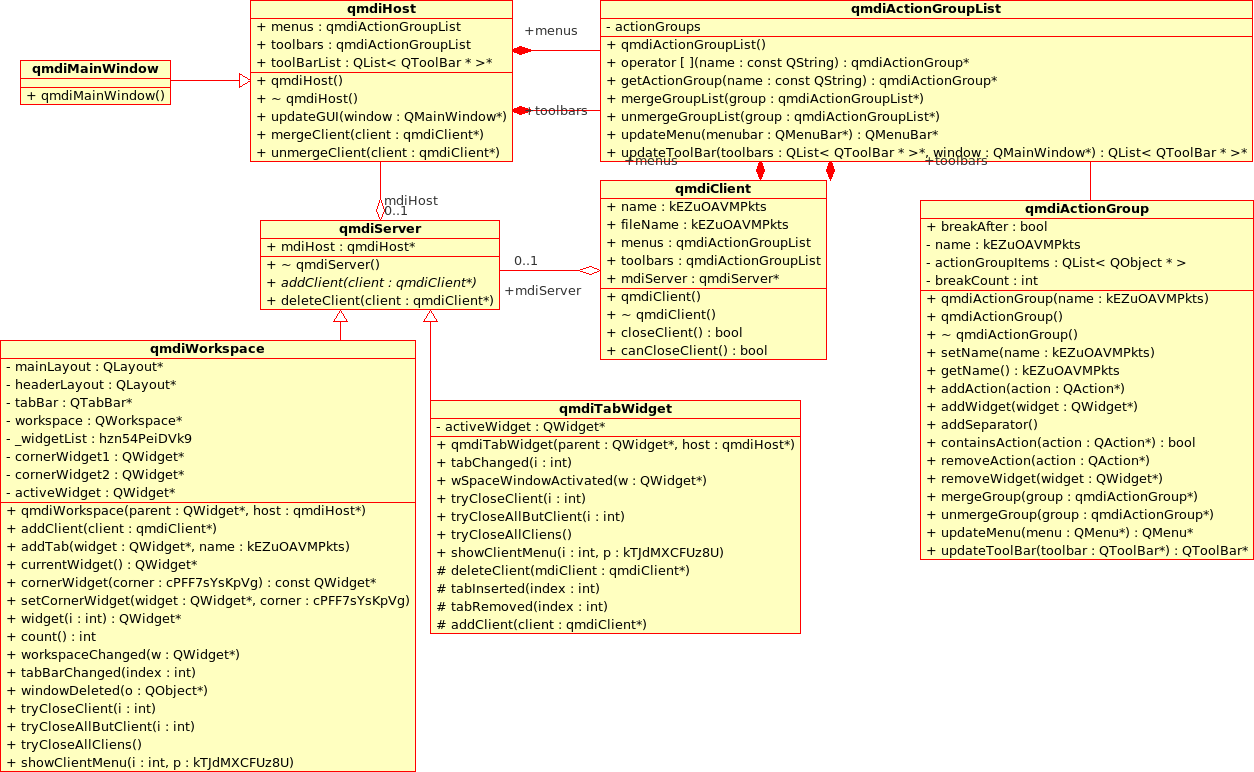 qmdiHost
+ menus : qmdiActionGroupList
+ toolbars : qmdiActionGroupList
+ toolBarList : QList< QToolBar * >*
+ qmdiHost()
+ ~ qmdiHost()
+ updateGUI(window : QMainWindow*)
+ mergeClient(client : qmdiClient*)
+ unmergeClient(client : qmdiClient*)
+menus
+toolbars
qmdiActionGroupList
- actionGroups
+ qmdiActionGroupList()
+ operator [ ](name : const QString) : qmdiActionGroup*
+ getActionGroup(name : const QString) : qmdiActionGroup*
+ mergeGroupList(group : qmdiActionGroupList*)
+ unmergeGroupList(group : qmdiActionGroupList*)
+ updateMenu(menubar : QMenuBar*) : QMenuBar*
+ updateToolBar(toolbars : QList< QToolBar * >*, window : QMainWindow*) : QList< QToolBar * >*
+menus
+toolbars
qmdiMainWindow
+ qmdiMainWindow()
mdiHost
0..1
qmdiServer
+ mdiHost : qmdiHost*
+ ~ qmdiServer()
+ addClient(client : qmdiClient*)
+ deleteClient(client : qmdiClient*)
0..1
+mdiServer
qmdiClient
+ name : kEZuOAVMPkts
+ fileName : kEZuOAVMPkts
+ menus : qmdiActionGroupList
+ toolbars : qmdiActionGroupList
+ mdiServer : qmdiServer*
+ qmdiClient()
+ ~ qmdiClient()
+ closeClient() : bool
+ canCloseClient() : bool
qmdiActionGroup
+ breakAfter : bool
- name : kEZuOAVMPkts
- actionGroupItems : QList< QObject * >
- breakCount : int
+ qmdiActionGroup(name : kEZuOAVMPkts)
+ qmdiActionGroup()
+ ~ qmdiActionGroup()
+ setName(name : kEZuOAVMPkts)
+ getName() : kEZuOAVMPkts
+ addAction(action : QAction*)
+ addWidget(widget : QWidget*)
+ addSeparator()
+ containsAction(action : QAction*) : bool
+ removeAction(action : QAction*)
+ removeWidget(widget : QWidget*)
+ mergeGroup(group : qmdiActionGroup*)
+ unmergeGroup(group : qmdiActionGroup*)
+ updateMenu(menu : QMenu*) : QMenu*
+ updateToolBar(toolbar : QToolBar*) : QToolBar*
qmdiWorkspace
- mainLayout : QLayout*
- headerLayout : QLayout*
- tabBar : QTabBar*
- workspace : QWorkspace*
- _widgetList : hzn54PeiDVk9
- cornerWidget1 : QWidget*
- cornerWidget2 : QWidget*
- activeWidget : QWidget*
+ qmdiWorkspace(parent : QWidget*, host : qmdiHost*)
+ addClient(client : qmdiClient*)
+ addTab(widget : QWidget*, name : kEZuOAVMPkts)
+ currentWidget() : QWidget*
+ cornerWidget(corner : cPFF7sYsKpVg) : const QWidget*
+ setCornerWidget(widget : QWidget*, corner : cPFF7sYsKpVg)
+ widget(i : int) : QWidget*
+ count() : int
+ workspaceChanged(w : QWidget*)
+ tabBarChanged(index : int)
+ windowDeleted(o : QObject*)
+ tryCloseClient(i : int)
+ tryCloseAllButClient(i : int)
+ tryCloseAllCliens()
+ showClientMenu(i : int, p : kTJdMXCFUz8U)
qmdiTabWidget
- activeWidget : QWidget*
+ qmdiTabWidget(parent : QWidget*, host : qmdiHost*)
+ tabChanged(i : int)
+ wSpaceWindowActivated(w : QWidget*)
+ tryCloseClient(i : int)
+ tryCloseAllButClient(i : int)
+ tryCloseAllCliens()
+ showClientMenu(i : int, p : kTJdMXCFUz8U)
# deleteClient(mdiClient : qmdiClient*)
# tabInserted(index : int)
# tabRemoved(index : int)
# addClient(client : qmdiClient*)